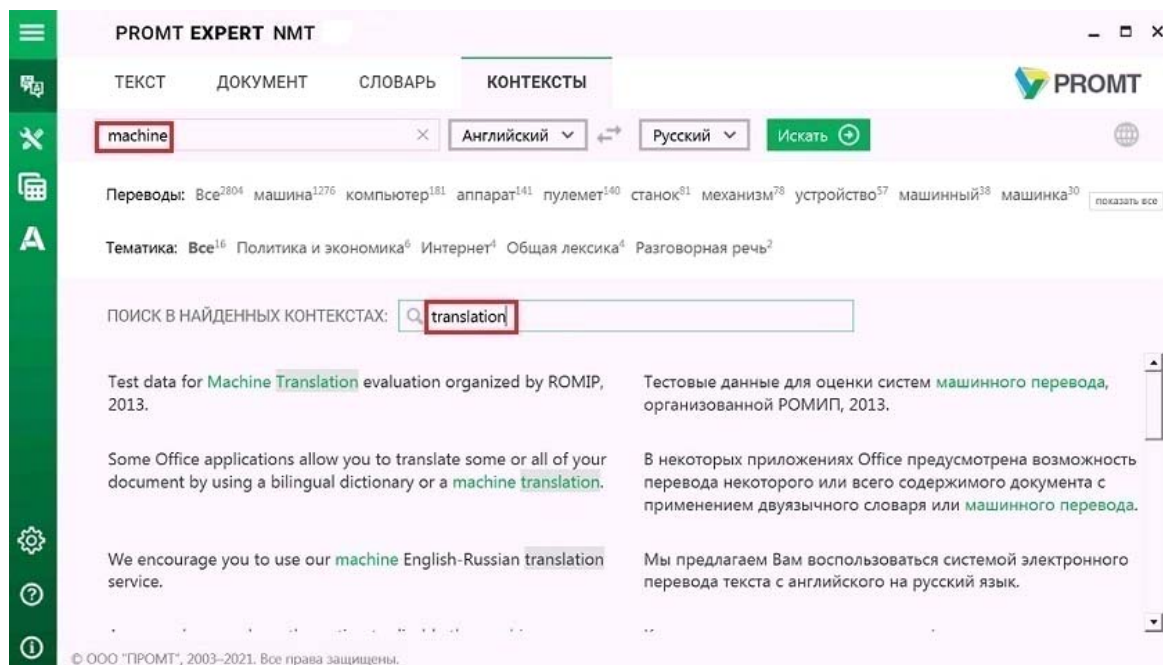 PROMT EXPERT NMT
ТЕКСТ ДОКУМЕНТ СЛОВАРЬ КОНТЕКСТЫ PROMT
machine Английский Русский Искать
Переводы: Все2804 машина1276 компьютер181 аппарат141 пулемет140 станок81 механизм78 устройство57 машинный38 машинка30 показать все
Тематика: Все16 Политика и экономика6 Интернет4 Общая лексика4 Разговорная речь2
ПОИСК В НАЙДЕННЫХ КОНТЕКСТАХ: translation
Test data for Machine Translation evaluation organized by ROMIP,
2013.
Тестовые данные для оценки систем машинного перевода,
организованной РОМИП, 2013.
Some Office applications allow you to translate some or all of your
document by using a bilingual dictionary or a machine translation.
В некоторых приложениях Office предусмотрена возможность
перевода некоторого или всего содержимого документа с
применением двуязычного словаря или машинного перевода.
We encourage you to use our machine English-Russian translation
service.
Мы предлагаем Вам воспользоваться системой электронного
перевода текста с английского на русский язык.
© ООО "ПРОМТ", 2003–2021. Все права защищены.